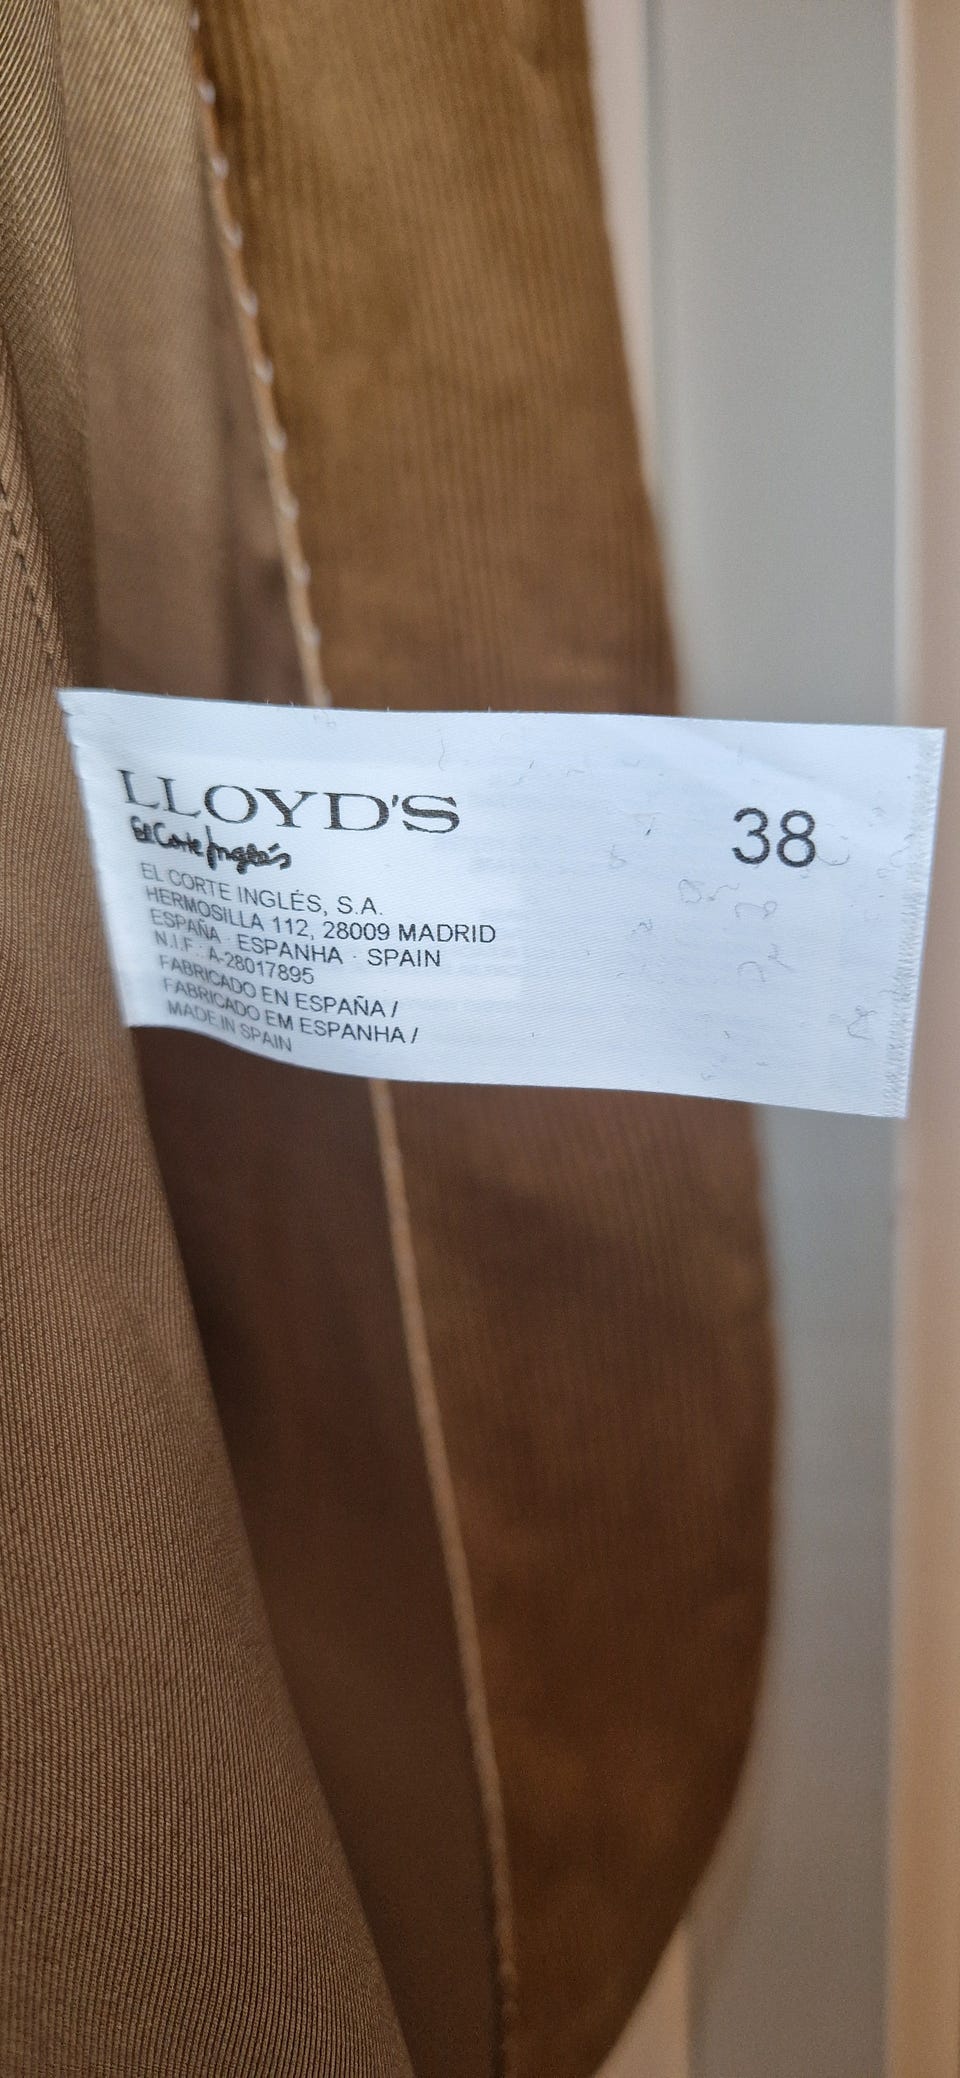 LLOYD'S
El Corte Inglés
38
EL CORTE INGLÉS, S.A.
HERMOSILLA 112, 28009 MADRID
ESPAÑA · ESPANHA · SPAIN
N.I.F. A-28017895
FABRICADO EN ESPAÑA /
FABRICADO EM ESPANHA /
MADE IN SPAIN